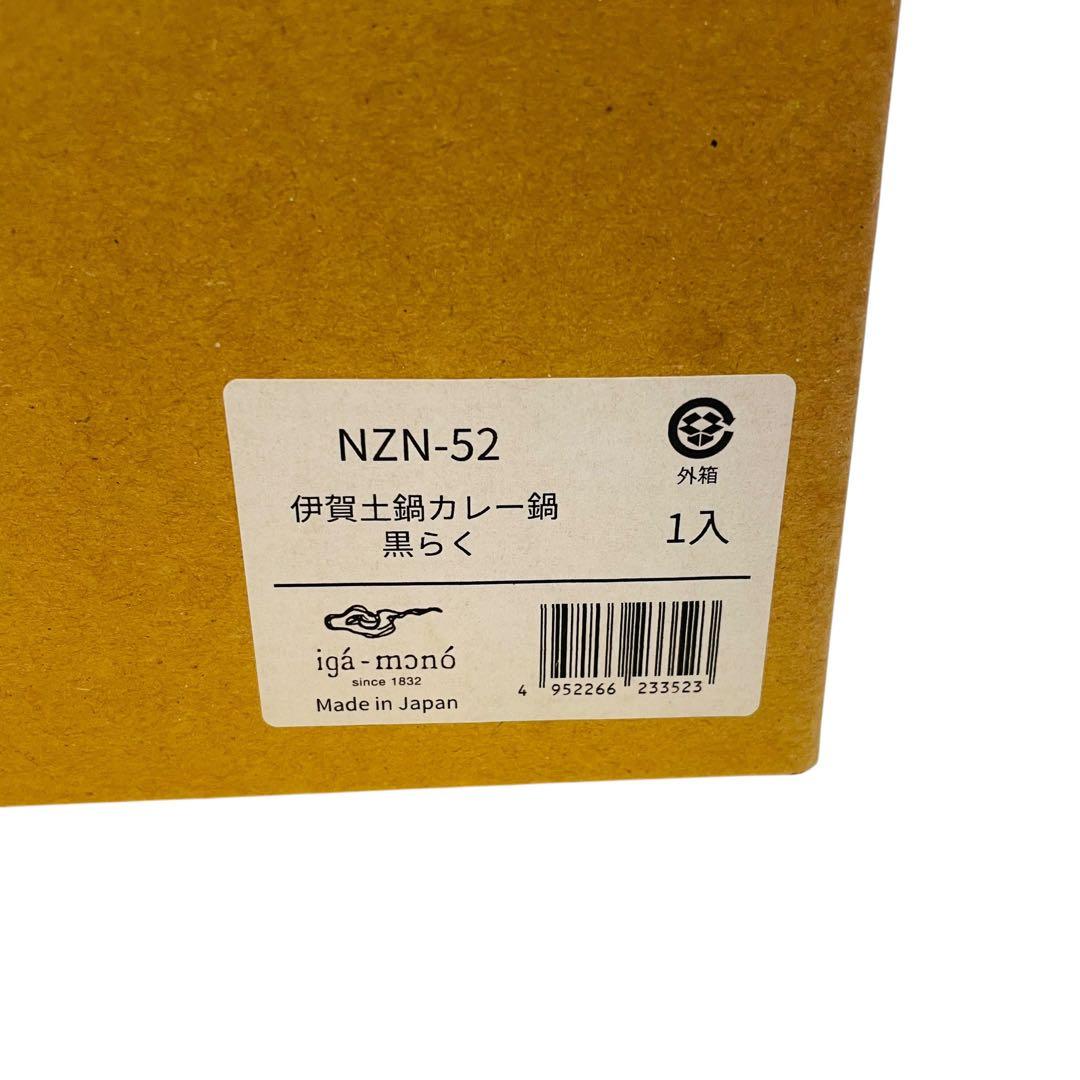 NZN-52
伊賀土鍋カレー鍋
黒らく
外箱
1入
igá-mɔnó
since 1832
Made in Japan
4 952266 233523